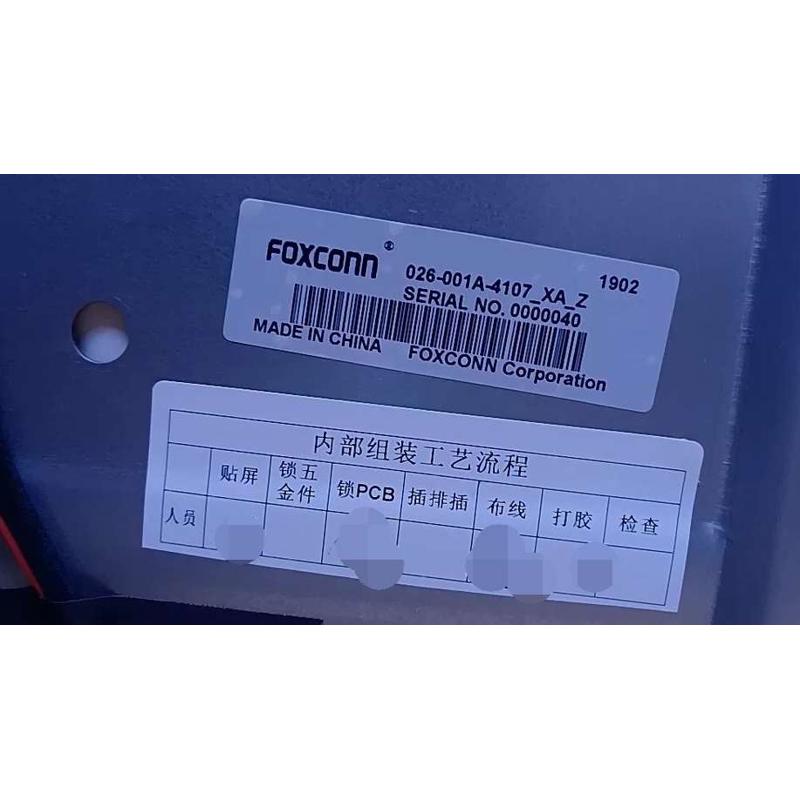 FOXCONN® 026-001A-4107_XA_Z 1902
SERIAL NO. 0000040
MADE IN CHINA FOXCONN Corporation
内部组装工艺流程
贴屏 锁五金件 锁PCB 插排插 布线 打胶 检查
人员